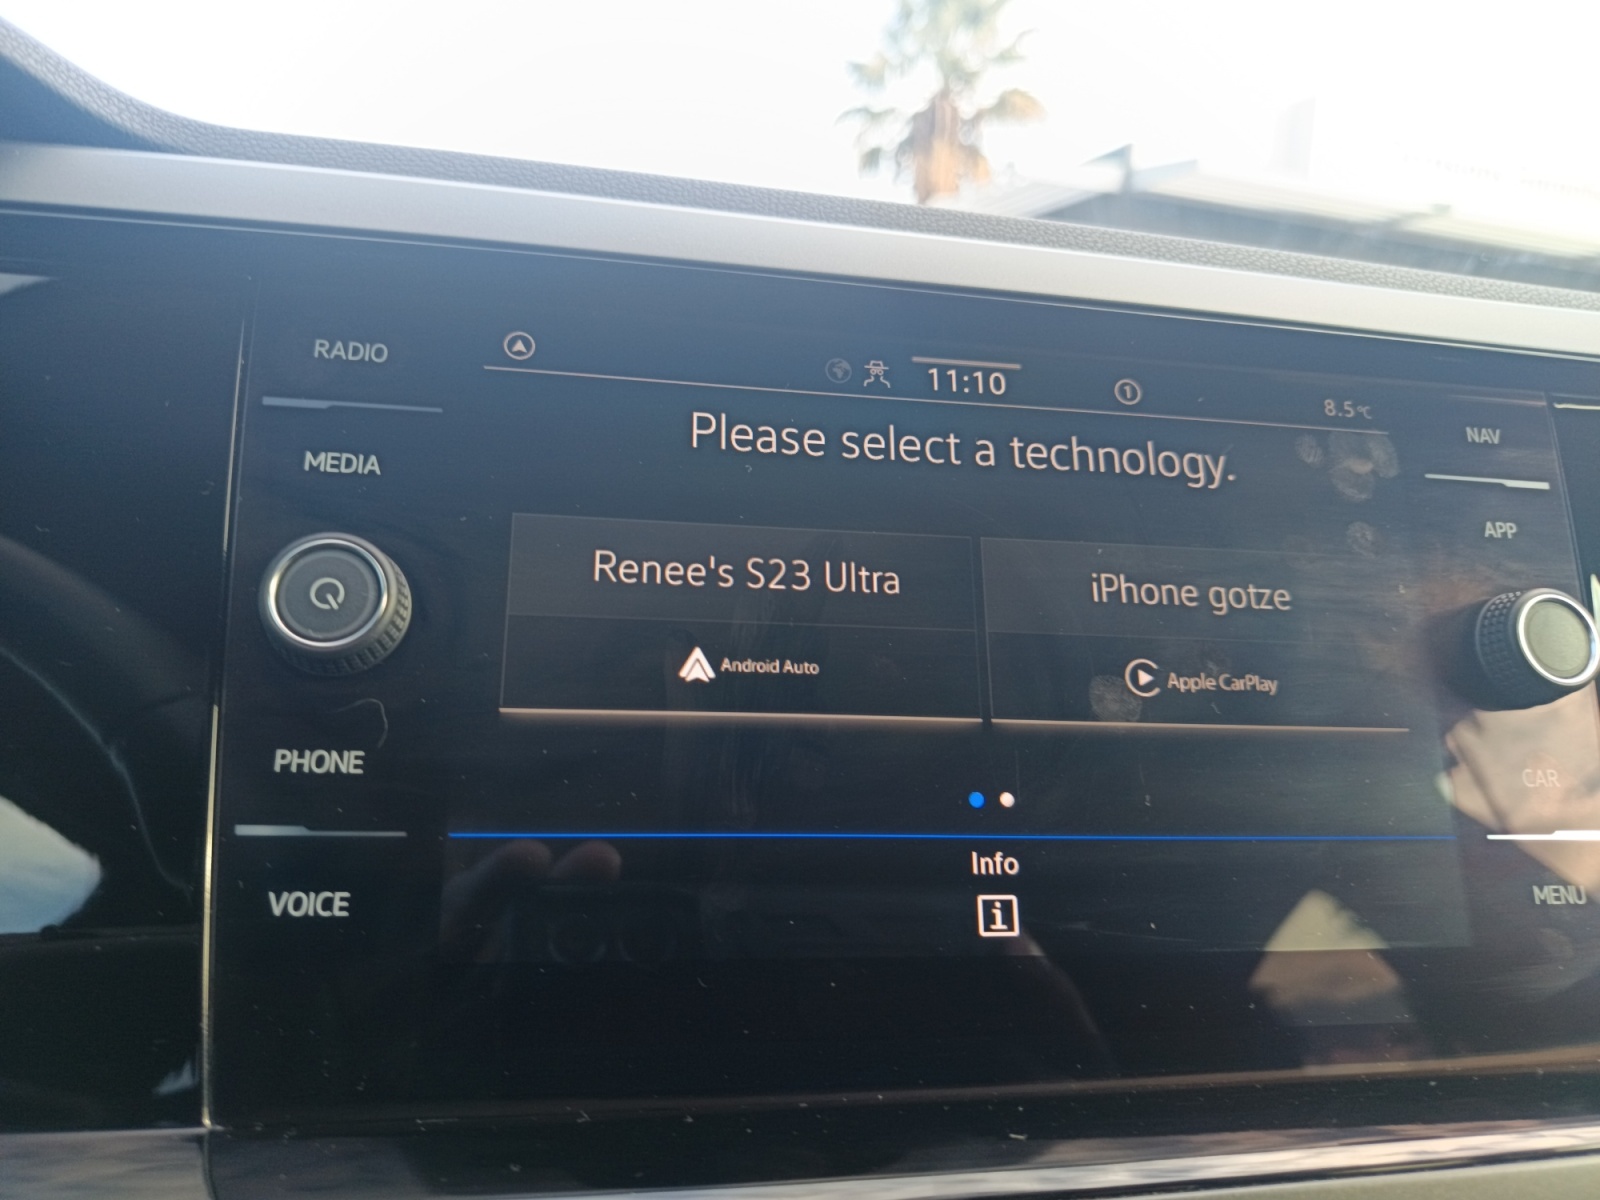 RADIO
MEDIA
PHONE
VOICE
11:10
1
8.5°C
Please select a technology.
Renee's S23 Ultra
Android Auto
iPhone gotze
Apple CarPlay
Info
i
NAV
APP
CAR
MENU